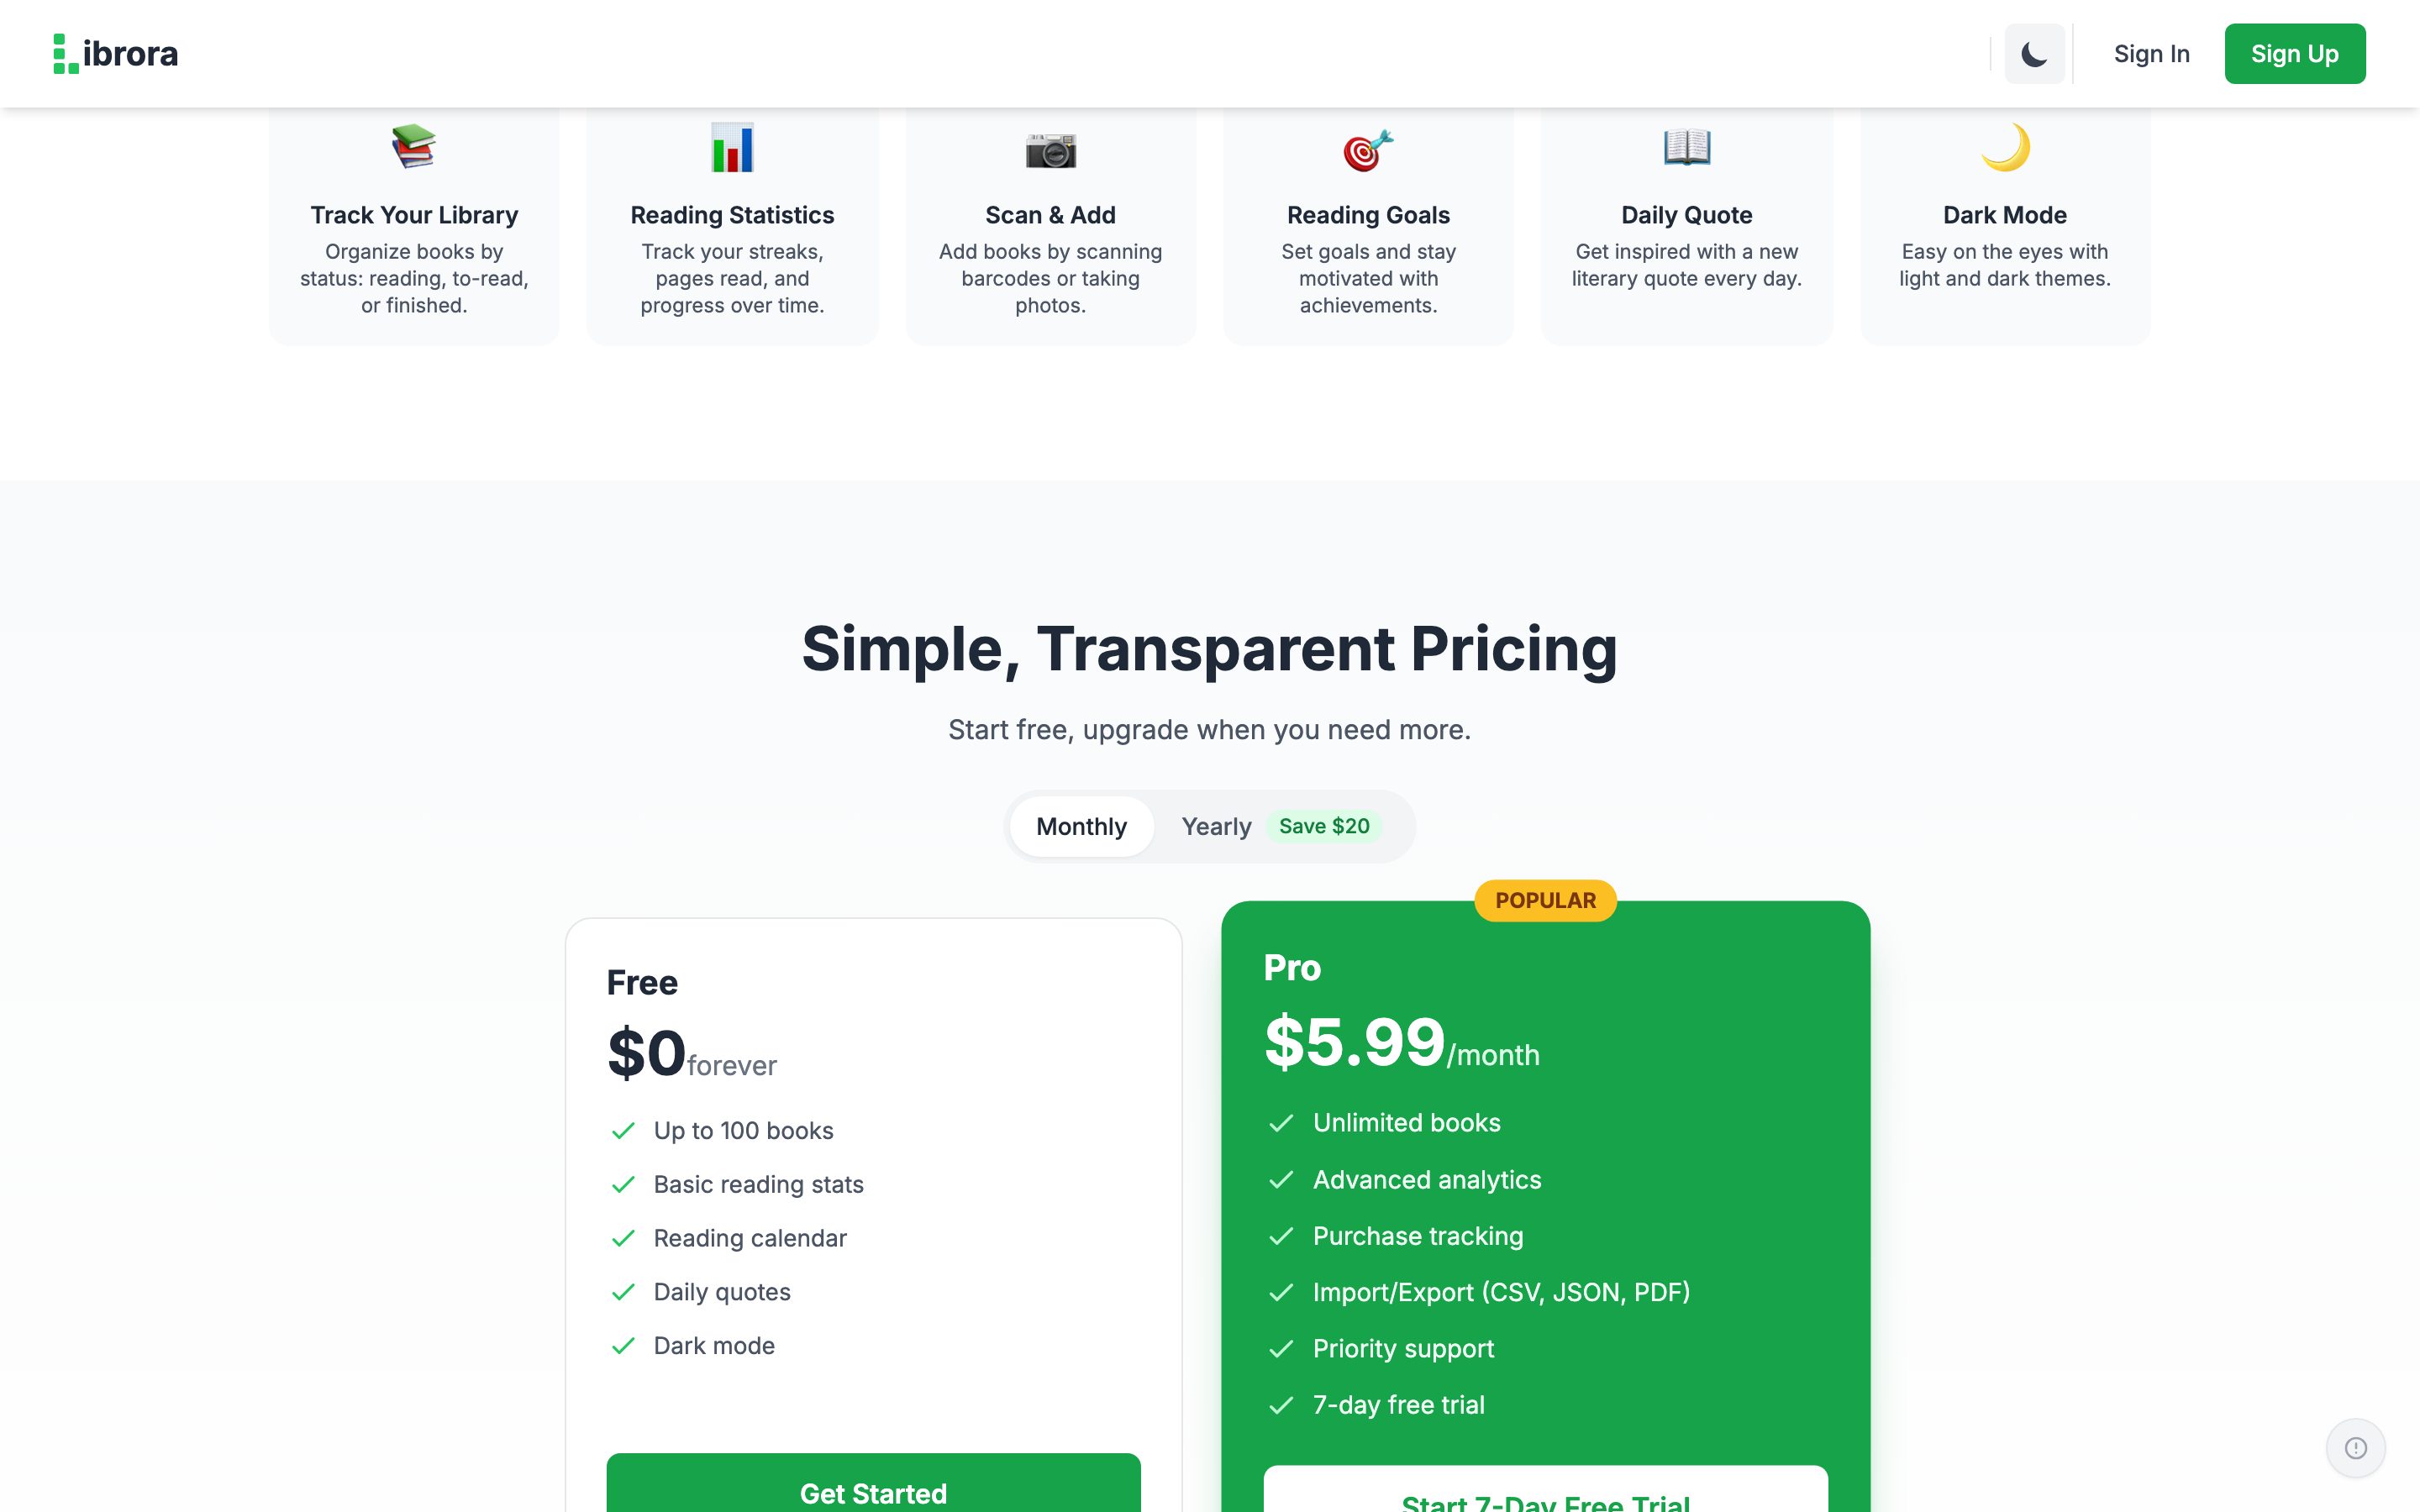 Librora
Sign In
Sign Up
Track Your Library
Organize books by
status: reading, to-read,
or finished.
Reading Statistics
Track your streaks,
pages read, and
progress over time.
Scan & Add
Add books by scanning
barcodes or taking
photos.
Reading Goals
Set goals and stay
motivated with
achievements.
Daily Quote
Get inspired with a new
literary quote every day.
Dark Mode
Easy on the eyes with
light and dark themes.
Simple, Transparent Pricing
Start free, upgrade when you need more.
Monthly
Yearly
Save $20
Free
$0forever
Up to 100 books
Basic reading stats
Reading calendar
Daily quotes
Dark mode
Get Started
POPULAR
Pro
$5.99/month
Unlimited books
Advanced analytics
Purchase tracking
Import/Export (CSV, JSON, PDF)
Priority support
7-day free trial
Start 7-Day Free Trial